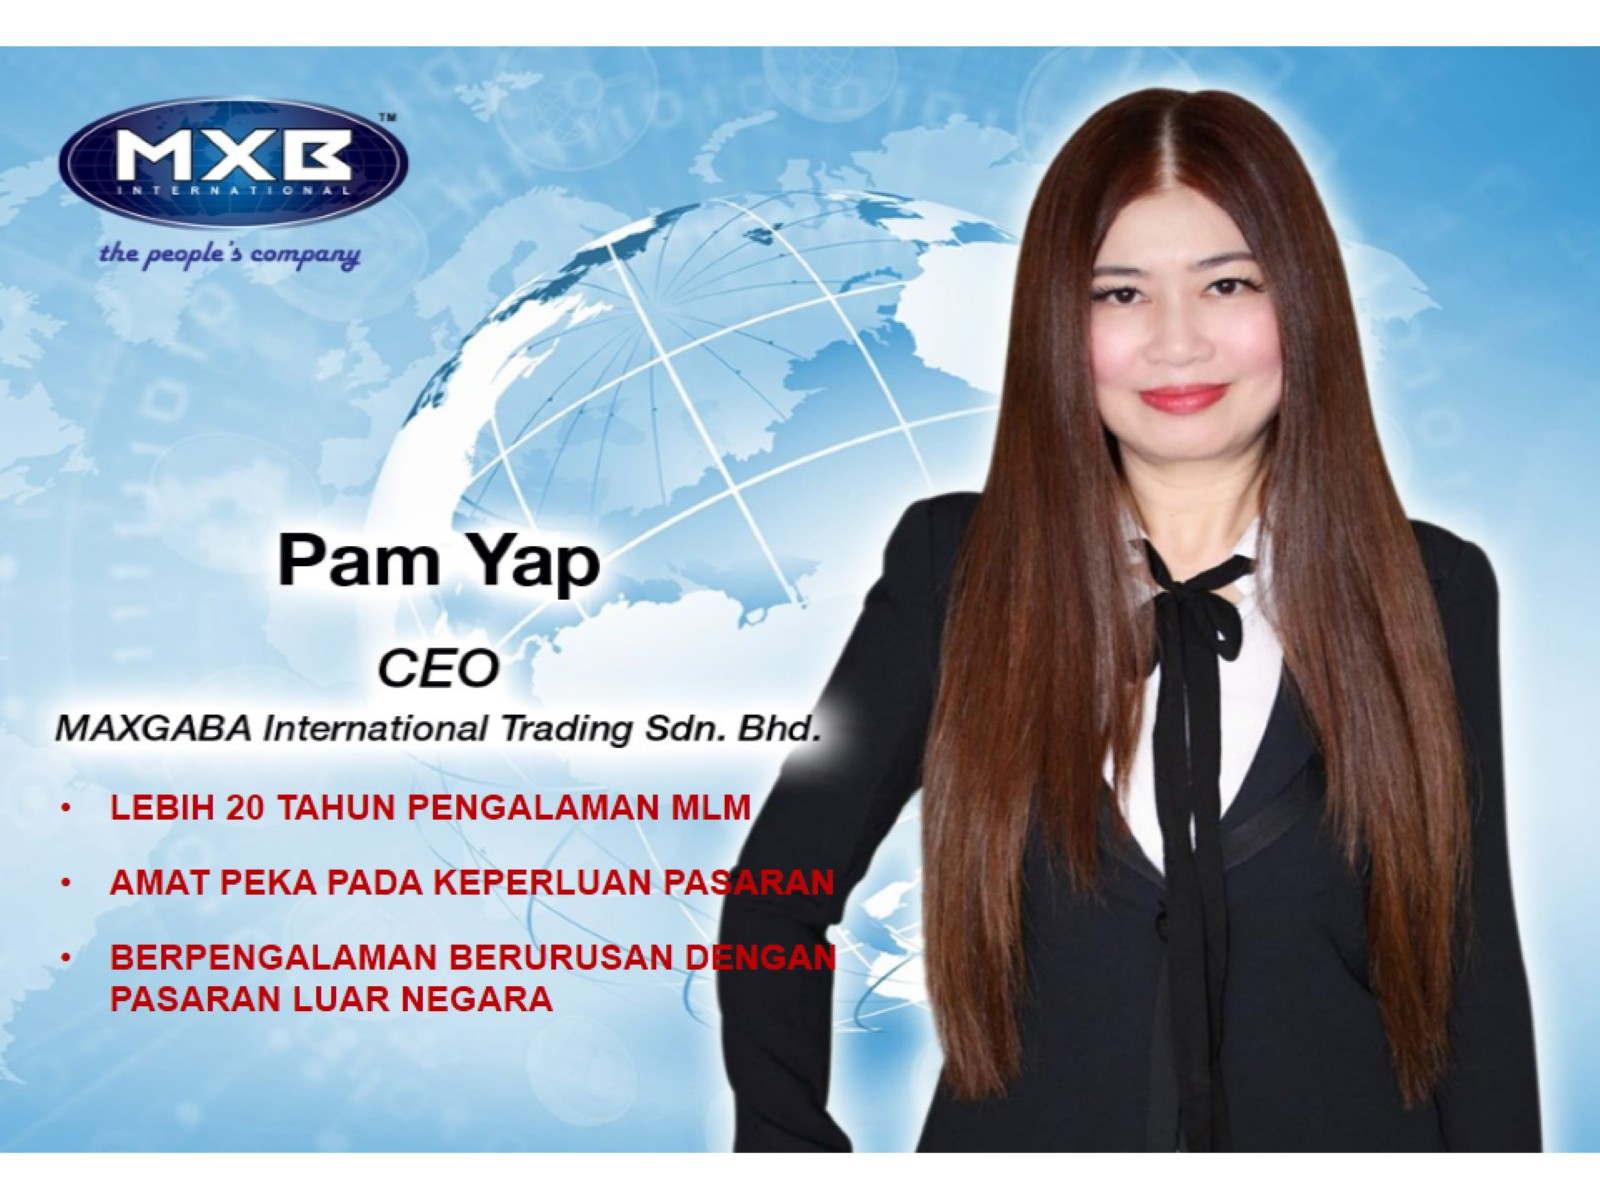 MXB
™
INTERNATIONAL
the people's company
Pam Yap
CEO
MAXGABA International Trading Sdn. Bhd.
• LEBIH 20 TAHUN PENGALAMAN MLM
• AMAT PEKA PADA KEPERLUAN PASARAN
• BERPENGALAMAN BERURUSAN DENGAN
PASARAN LUAR NEGARA